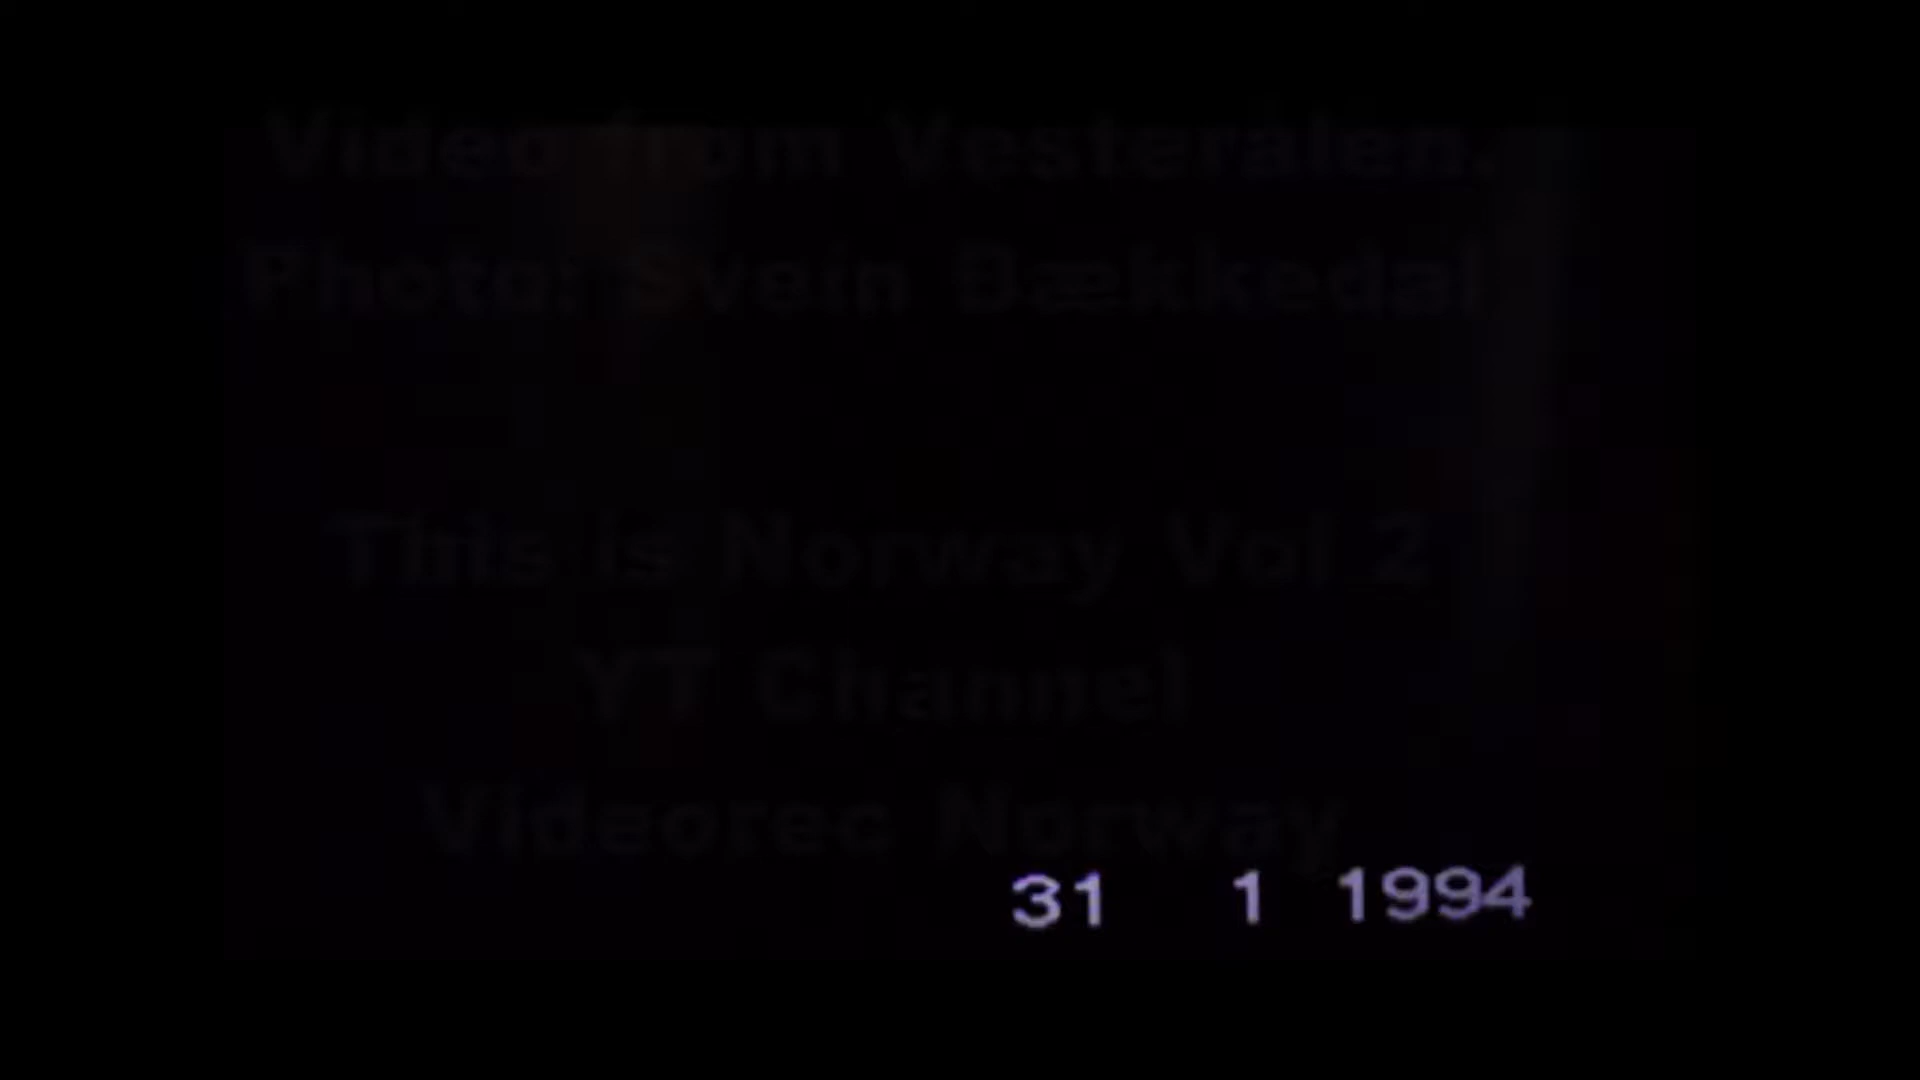 Video from Vesterålen.
Photo: Svein Bækkedal
This is Norway Vol 2
YT Channel
Videorec Norway
31 1 1994